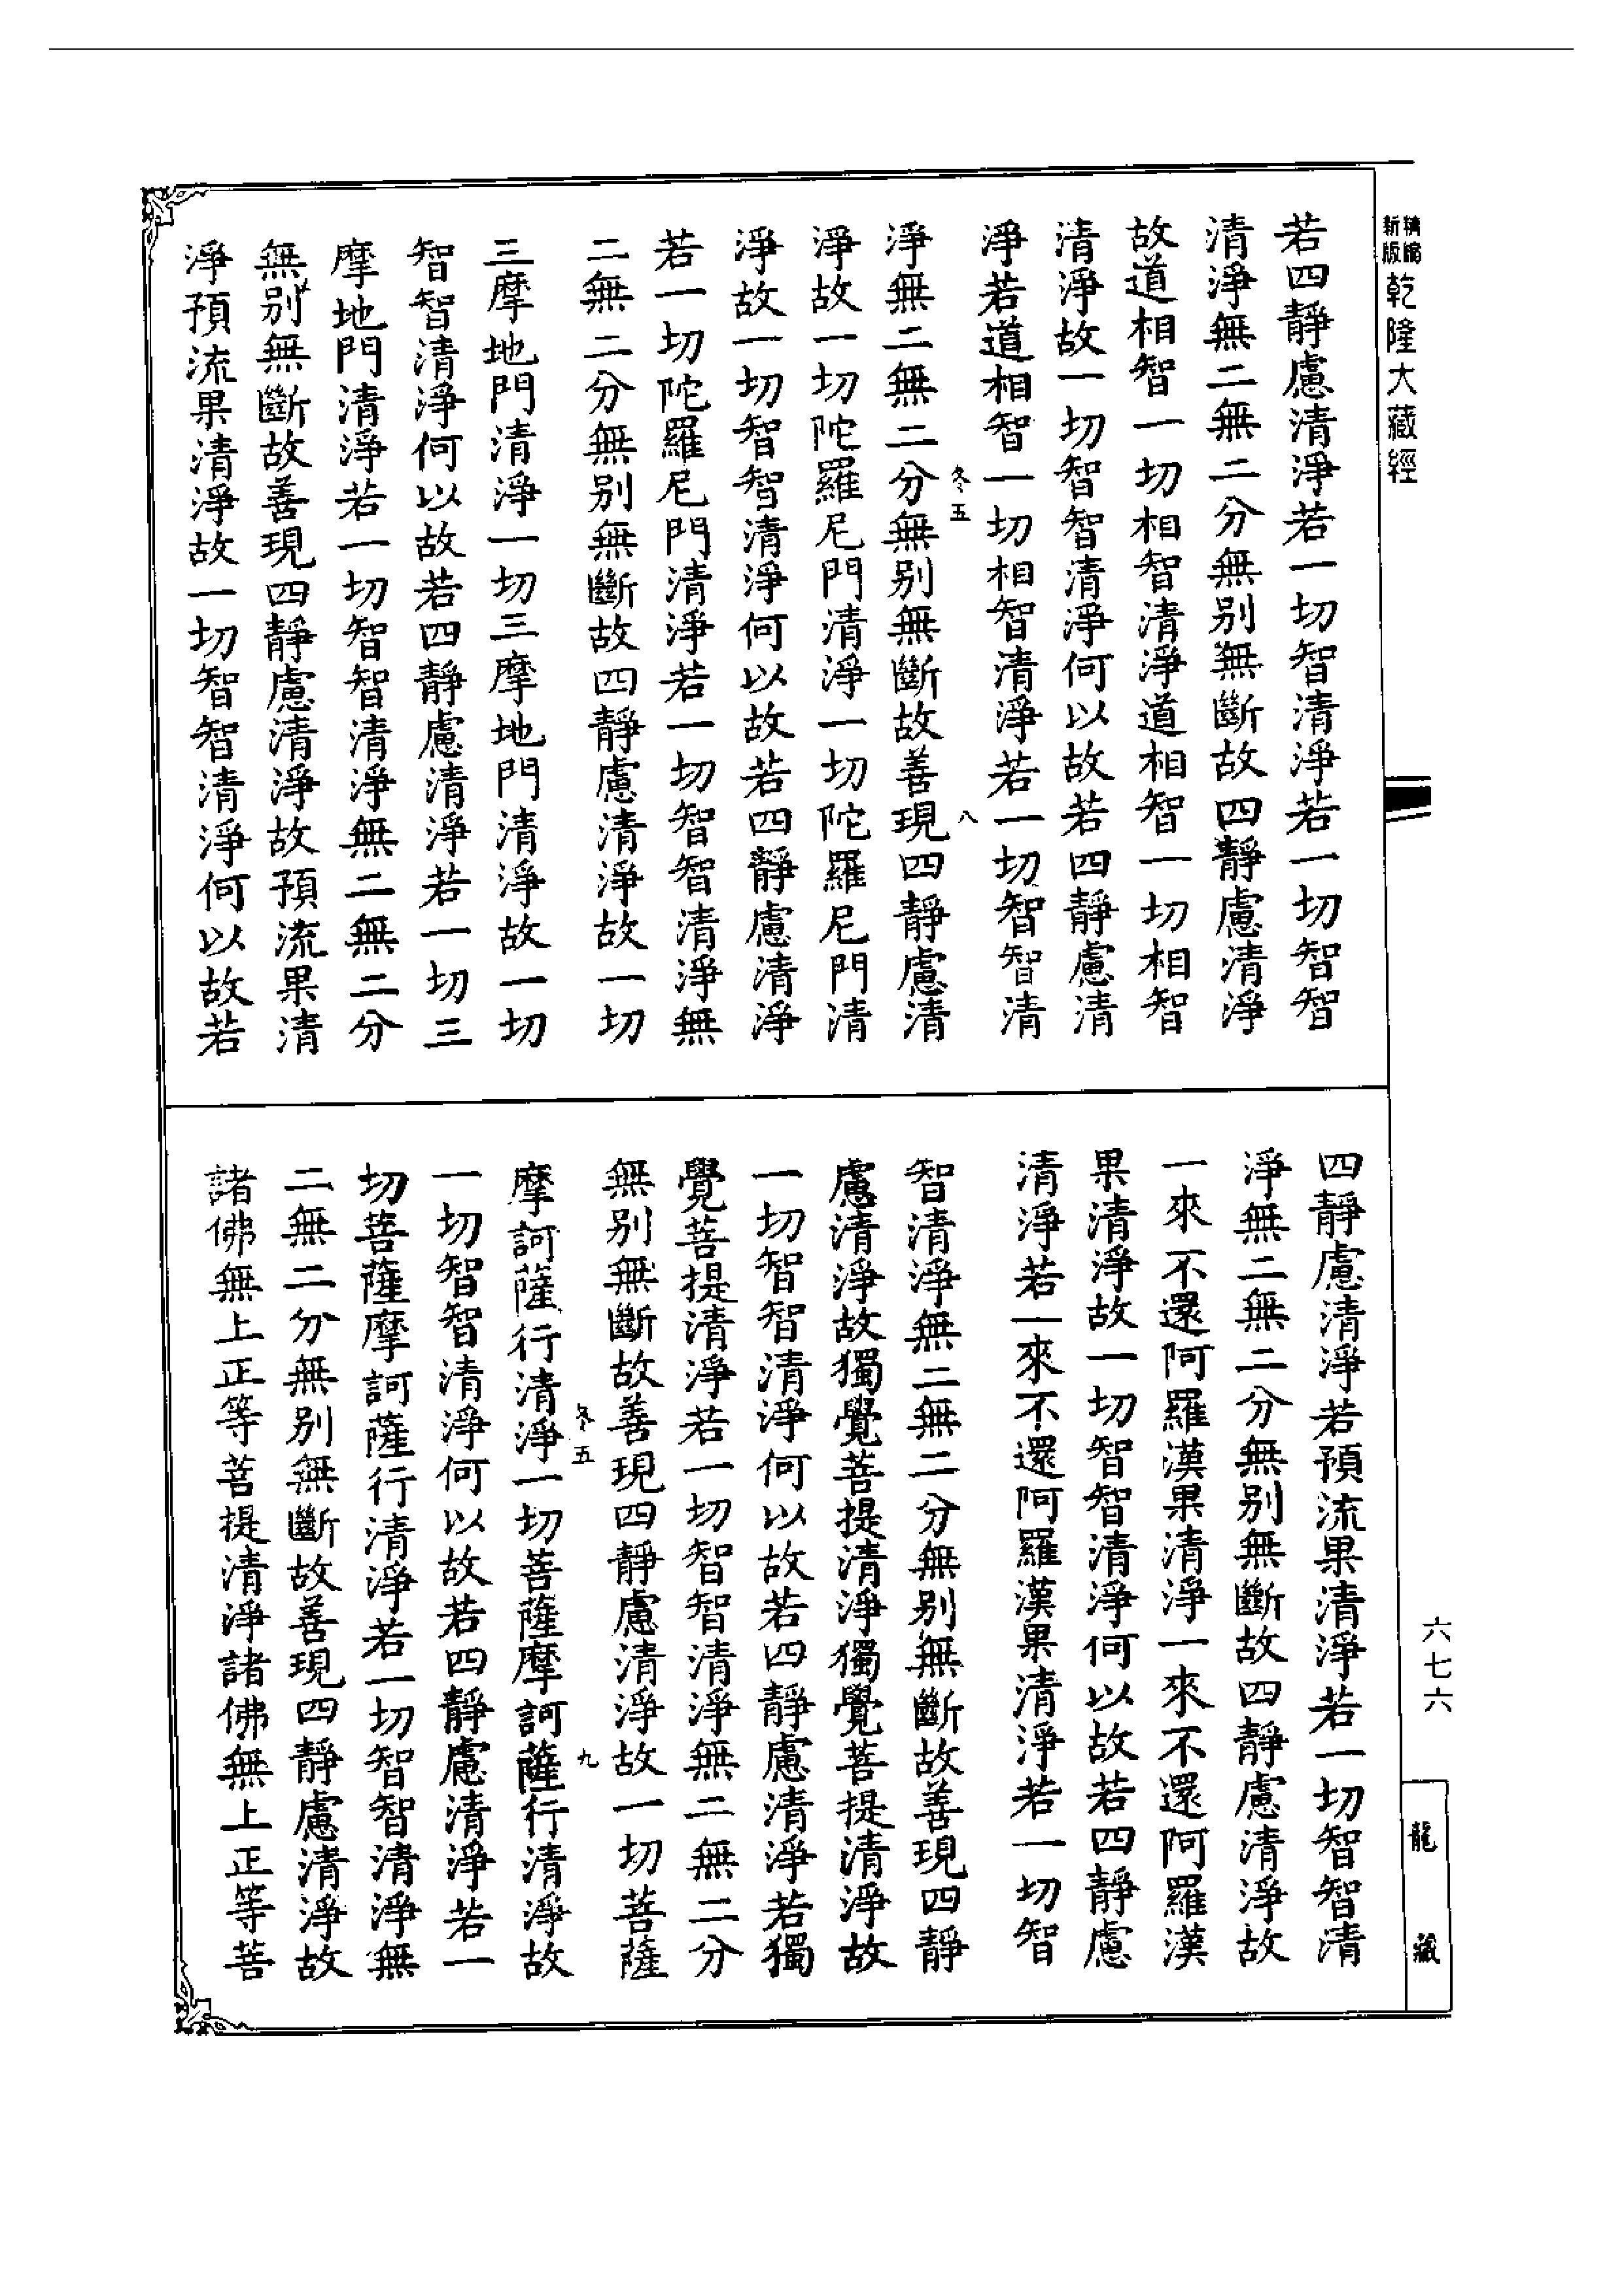 新版
精縮
乾隆大藏經
若四靜慮清淨若一切智清淨若一切智智
清淨無二無二分無別無斷故四靜慮清淨
故道相智一切相智清淨道相智一切相智
清淨故一切智智清淨何以故若四靜慮清
淨若道相智一切相智清淨若一切智智清
冬五 八
淨無二無二分無別無斷故善現四靜慮清
淨故一切陀羅尼門清淨一切陀羅尼門清
淨故一切智智清淨何以故若四靜慮清淨
若一切陀羅尼門清淨若一切智智清淨無
二無二分無別無斷故四靜慮清淨故一切
三摩地門清淨一切三摩地門清淨故一切
智智清淨何以故若四靜慮清淨若一切三
摩地門清淨若一切智智清淨無二無二分
無別無斷故善現四靜慮清淨故預流果清
淨預流果清淨故一切智智清淨何以故若
四靜慮清淨若預流果清淨若一切智智清
淨無二無二分無別無斷故四靜慮清淨故
一來不還阿羅漢果清淨一來不還阿羅漢
果清淨故一切智智清淨何以故若四靜慮
清淨若一來不還阿羅漢果清淨若一切智
智清淨無二無二分無別無斷故善現四靜
慮清淨故獨覺菩提清淨獨覺菩提清淨故
一切智智清淨何以故若四靜慮清淨若獨
覺菩提清淨若一切智智清淨無二無二分
無別無斷故善現四靜慮清淨故一切菩薩
冬五 九
摩訶薩行清淨一切菩薩摩訶薩行清淨故
一切智智清淨何以故若四靜慮清淨若一
切菩薩摩訶薩行清淨若一切智智清淨無
二無二分無別無斷故善現四靜慮清淨故
諸佛無上正等菩提清淨諸佛無上正等菩
六七六
龍藏